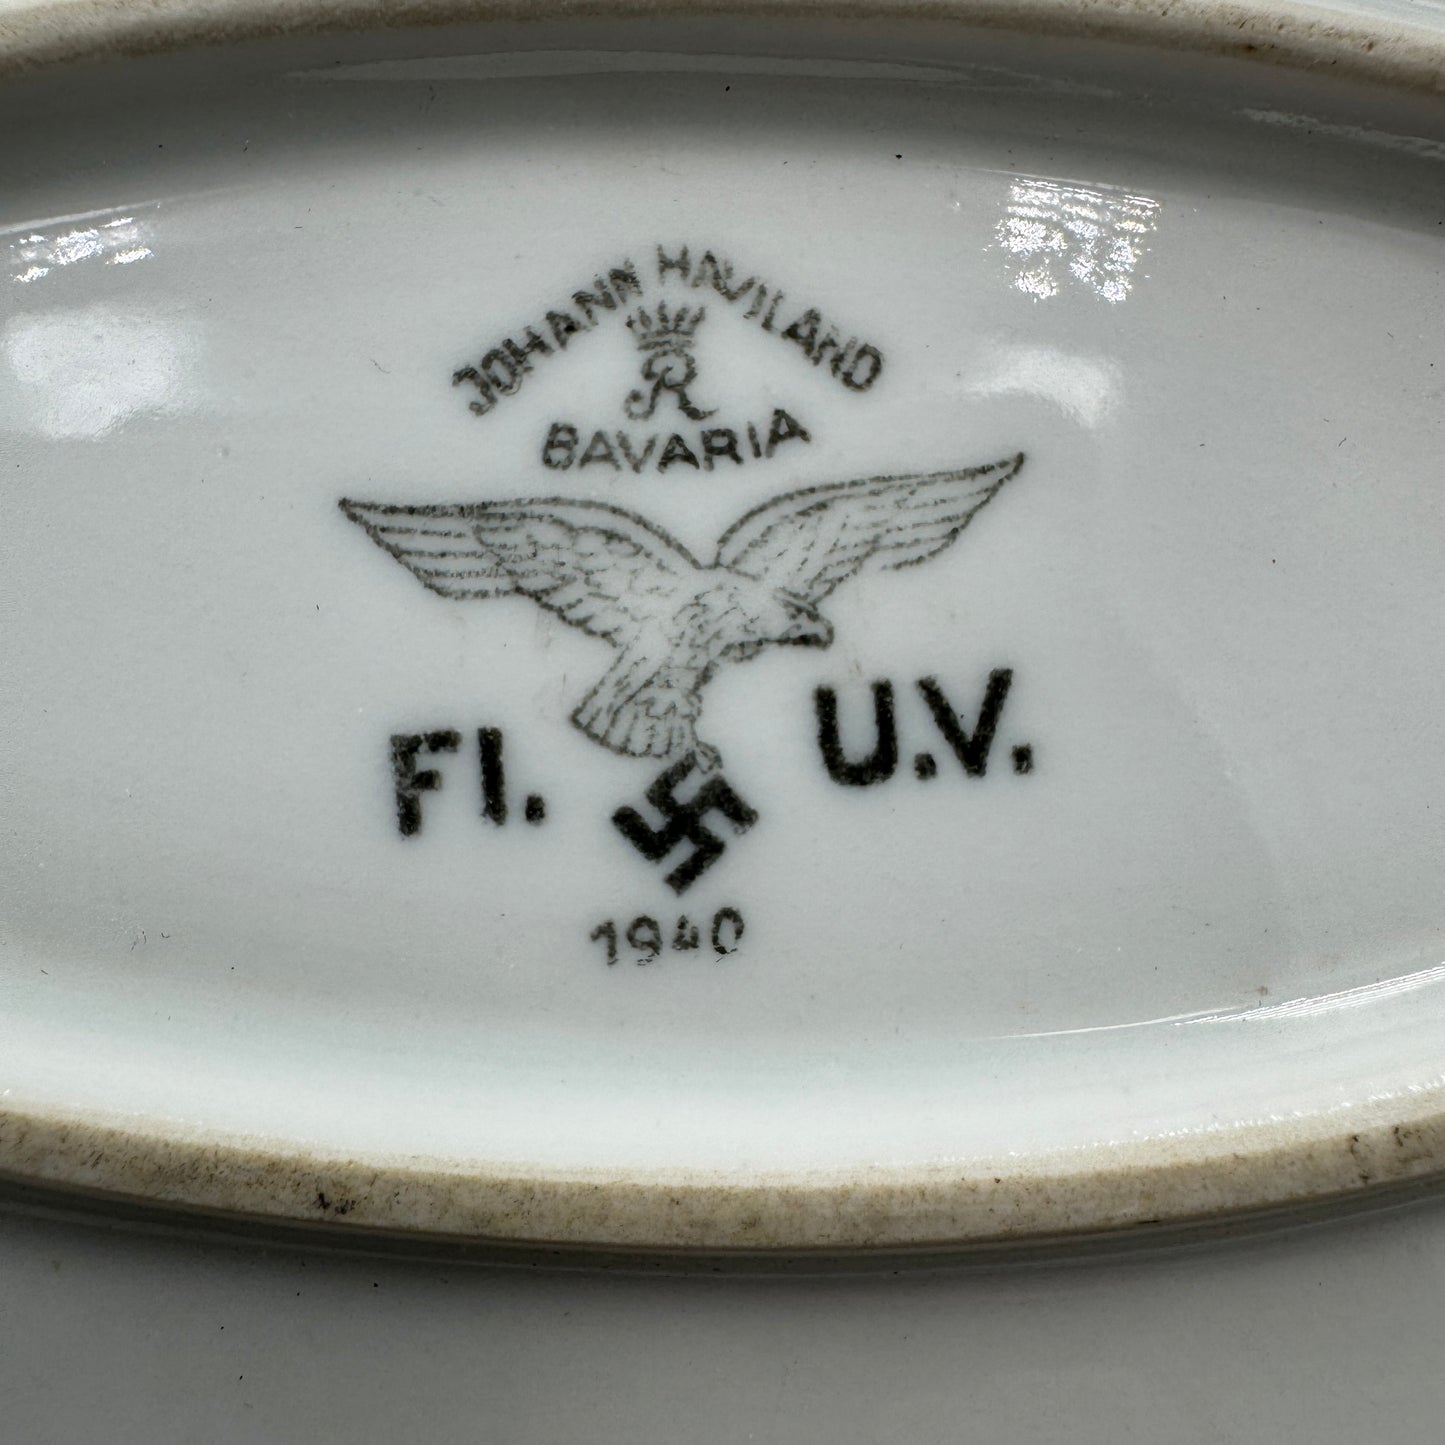 JOHANN HAVILAND
R
BAVARIA
Fl. U.V.
1940